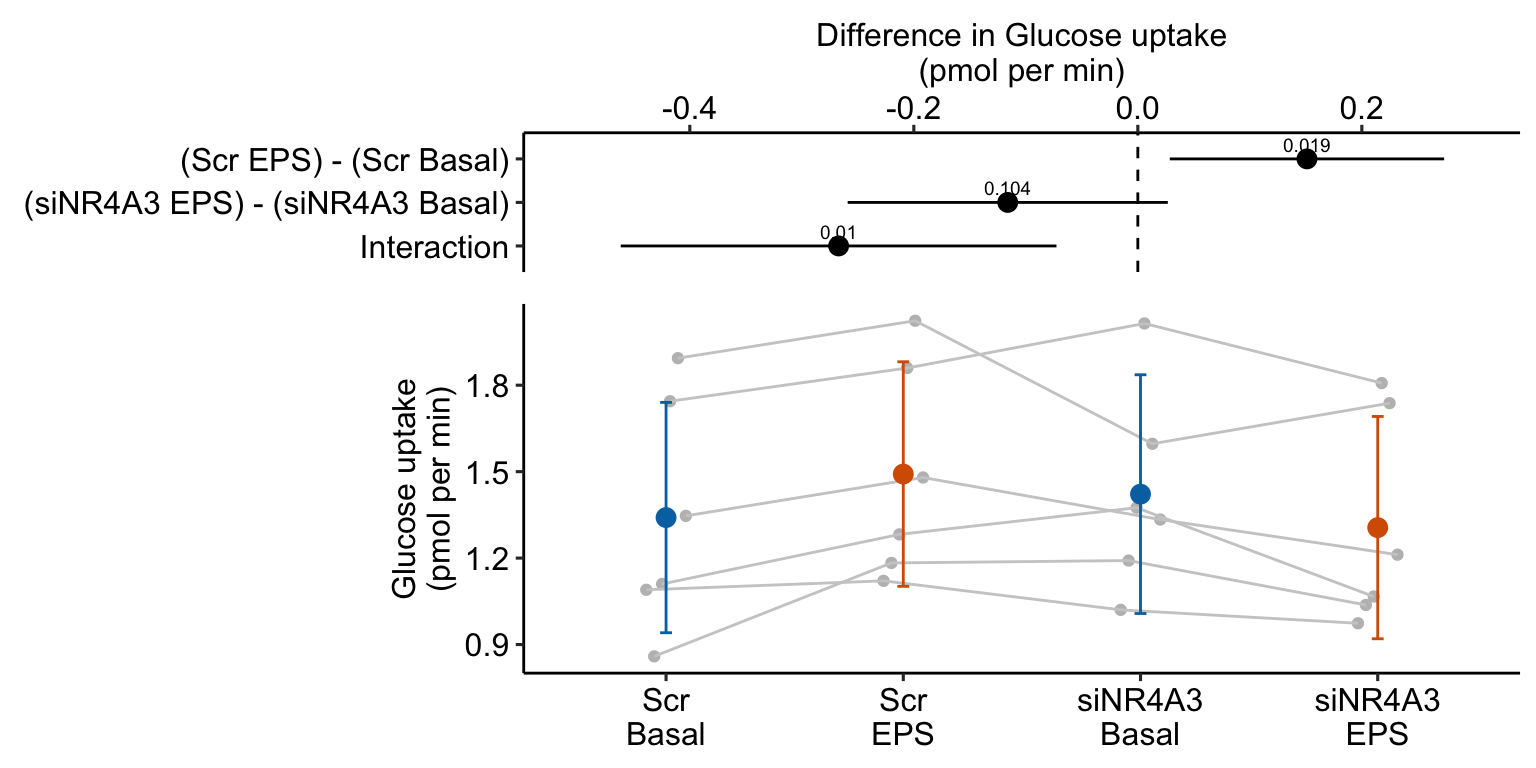 Difference in Glucose uptake
(pmol per min)
-0.4 -0.2 0.0 0.2
(Scr EPS) - (Scr Basal) 0.019
(siNR4A3 EPS) - (siNR4A3 Basal) 0.104
Interaction 0.01
Glucose uptake
(pmol per min)
1.8
1.5
1.2
0.9
Scr Scr siNR4A3 siNR4A3
Basal EPS Basal EPS